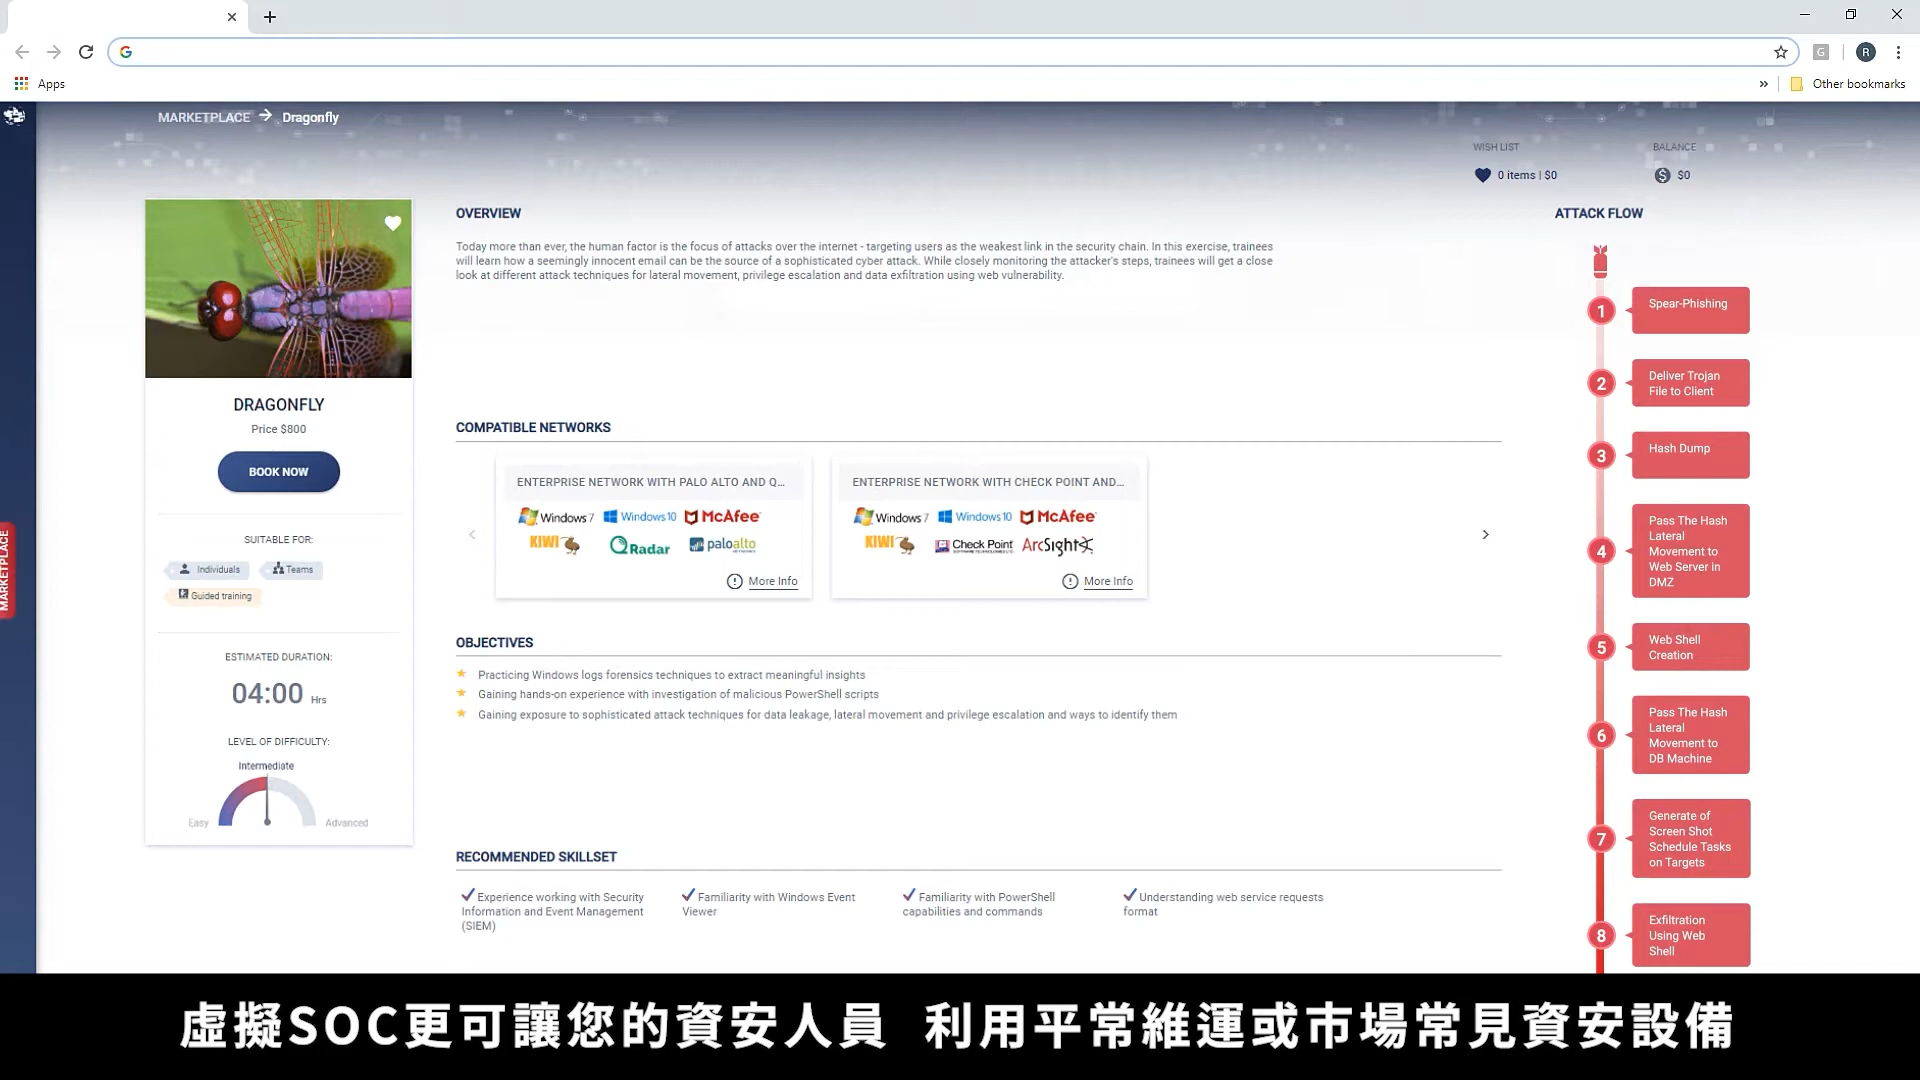 Apps
Other bookmarks
R
MARKETPLACE → Dragonfly
WISH LIST
0 items | $0
BALANCE
$0
MARKETPLACE
DRAGONFLY
Price $800
BOOK NOW
SUITABLE FOR:
Individuals
Teams
Guided training
ESTIMATED DURATION:
04:00 Hrs
LEVEL OF DIFFICULTY:
Intermediate
Easy
Advanced
OVERVIEW
Today more than ever, the human factor is the focus of attacks over the internet - targeting users as the weakest link in the security chain. In this exercise, trainees
will learn how a seemingly innocent email can be the source of a sophisticated cyber attack. While closely monitoring the attacker's steps, trainees will get a close
look at different attack techniques for lateral movement, privilege escalation and data exfiltration using web vulnerability.
COMPATIBLE NETWORKS
ENTERPRISE NETWORK WITH PALO ALTO AND Q...
Windows 7 Windows 10 McAfee
KIWI QRadar paloalto
More Info
ENTERPRISE NETWORK WITH CHECK POINT AND...
Windows 7 Windows 10 McAfee
KIWI Check Point ArcSight
More Info
OBJECTIVES
Practicing Windows logs forensics techniques to extract meaningful insights
Gaining hands-on experience with investigation of malicious PowerShell scripts
Gaining exposure to sophisticated attack techniques for data leakage, lateral movement and privilege escalation and ways to identify them
RECOMMENDED SKILLSET
Experience working with Security
Information and Event Management
(SIEM)
Familiarity with Windows Event
Viewer
Familiarity with PowerShell
capabilities and commands
Understanding web service requests
format
ATTACK FLOW
1
Spear-Phishing
2
Deliver Trojan
File to Client
3
Hash Dump
4
Pass The Hash
Lateral
Movement to
Web Server in
DMZ
5
Web Shell
Creation
6
Pass The Hash
Lateral
Movement to
DB Machine
7
Generate of
Screen Shot
Schedule Tasks
on Targets
8
Exfiltration
Using Web
Shell
虛擬SOC更可讓您的資安人員 利用平常維運或市場常見資安設備